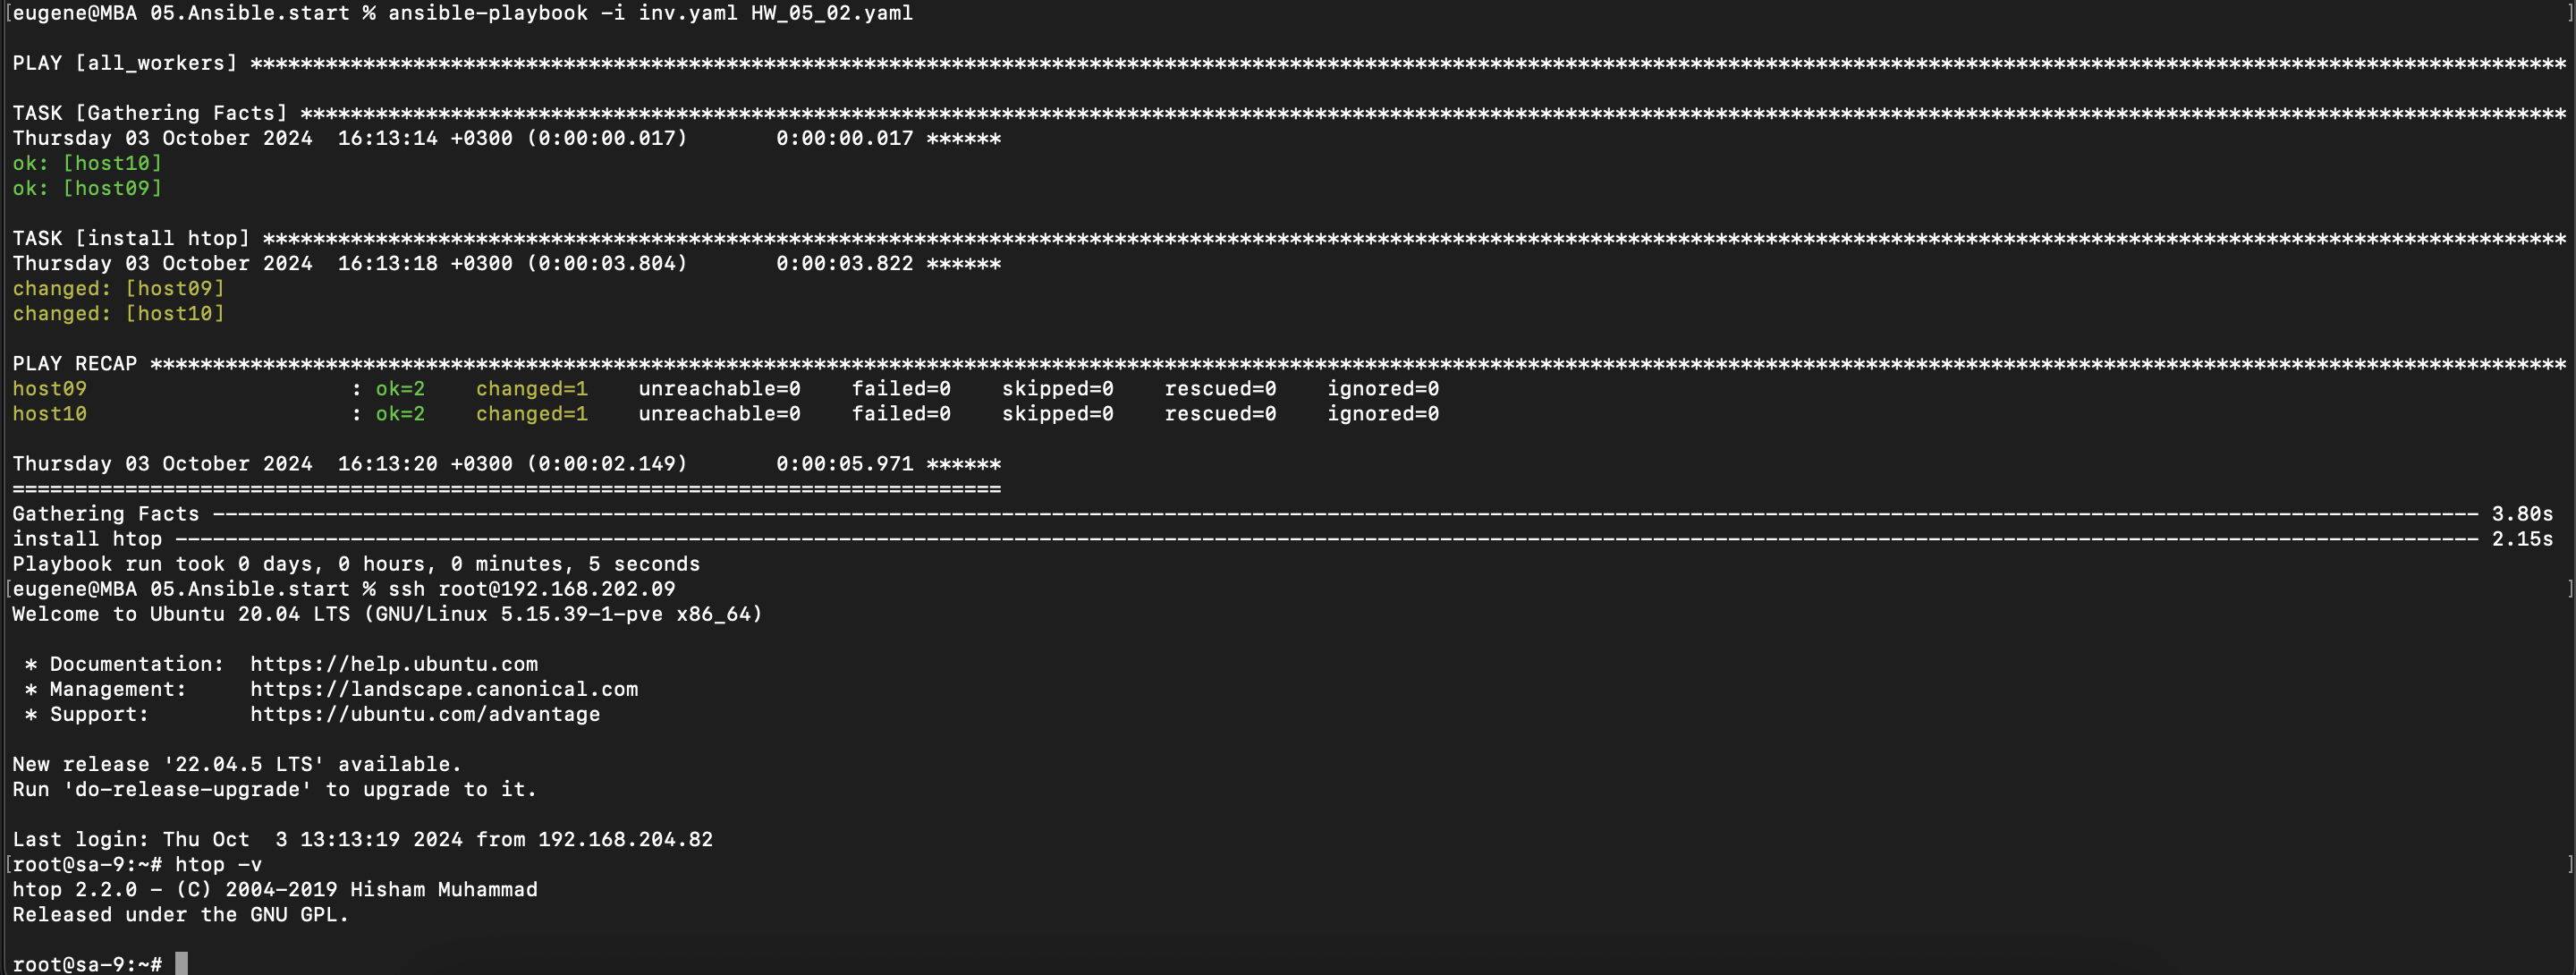 [eugene@MBA 05.Ansible.start % ansible-playbook -i inv.yaml HW_05_02.yaml ]
PLAY [all_workers] *****************************************************************************************************************************************************************************************
TASK [Gathering Facts] *************************************************************************************************************************************************************************************
Thursday 03 October 2024  16:13:14 +0300 (0:00:00.017)       0:00:00.017 ******
ok: [host10]
ok: [host09]
TASK [install htop] ****************************************************************************************************************************************************************************************
Thursday 03 October 2024  16:13:18 +0300 (0:00:03.804)       0:00:03.822 ******
changed: [host09]
changed: [host10]
PLAY RECAP *************************************************************************************************************************************************************************************************
host09                     : ok=2    changed=1    unreachable=0    failed=0    skipped=0    rescued=0    ignored=0
host10                     : ok=2    changed=1    unreachable=0    failed=0    skipped=0    rescued=0    ignored=0
Thursday 03 October 2024  16:13:20 +0300 (0:00:02.149)       0:00:05.971 ******
===============================================================================
Gathering Facts ------------------------------------------------------------------------------------------------------------------------------------------------------------------------------------- 3.80s
install htop ---------------------------------------------------------------------------------------------------------------------------------------------------------------------------------------- 2.15s
Playbook run took 0 days, 0 hours, 0 minutes, 5 seconds
[eugene@MBA 05.Ansible.start % ssh root@192.168.202.09 ]
Welcome to Ubuntu 20.04 LTS (GNU/Linux 5.15.39-1-pve x86_64)
 * Documentation:  https://help.ubuntu.com
 * Management:     https://landscape.canonical.com
 * Support:        https://ubuntu.com/advantage
New release '22.04.5 LTS' available.
Run 'do-release-upgrade' to upgrade to it.
Last login: Thu Oct  3 13:13:19 2024 from 192.168.204.82
[root@sa-9:~# htop -v ]
htop 2.2.0 - (C) 2004-2019 Hisham Muhammad
Released under the GNU GPL.
root@sa-9:~#